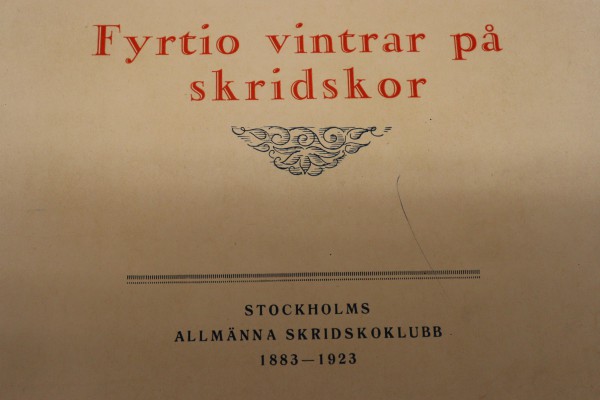 Fyrtio vintrar på
skridskor
STOCKHOLMS
ALLMÄNNA SKRIDSKOKLUBB
1883—1923